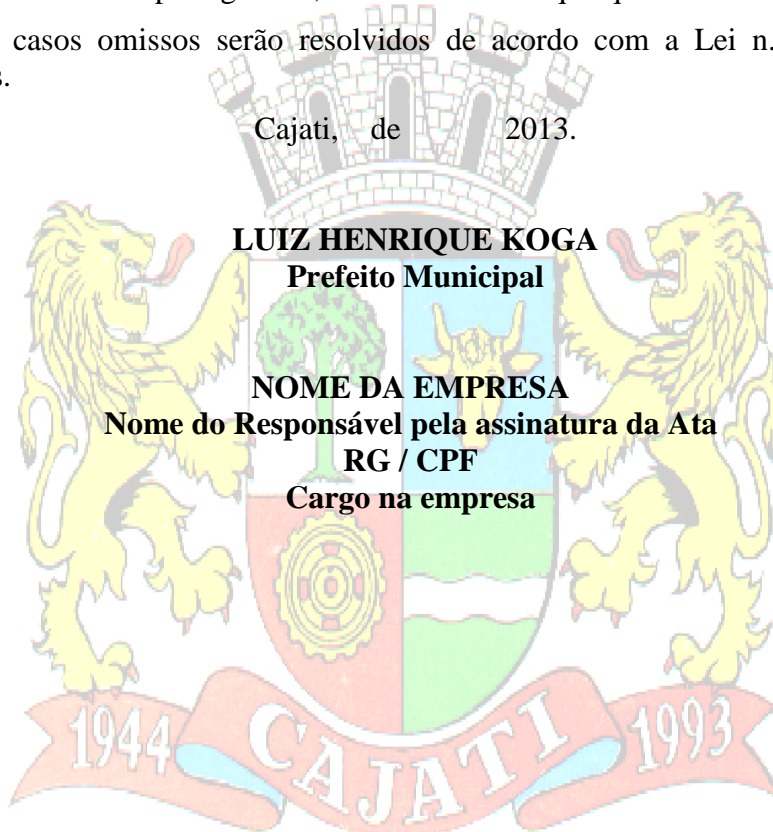 casos omissos serão resolvidos de acordo com a Lei n.
s.
Cajati, de 2013.
LUIZ HENRIQUE KOGA
Prefeito Municipal
NOME DA EMPRESA
Nome do Responsável pela assinatura da Ata
RG / CPF
Cargo na empresa
1944 CAJATI 1993